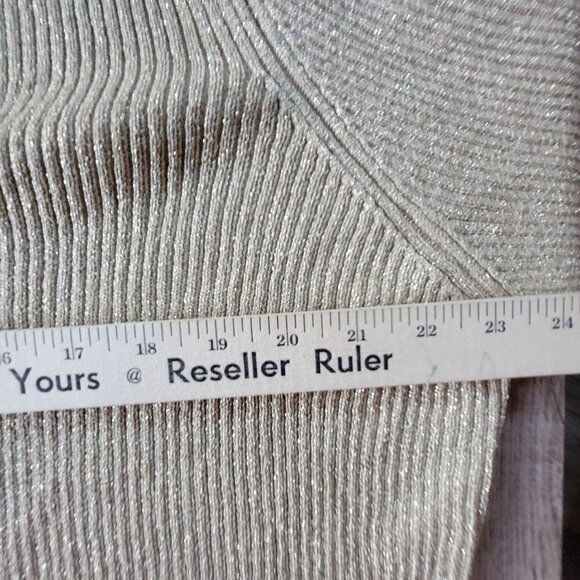 16 17 18 19 20 21 22 23 24
Yours @ Reseller Ruler